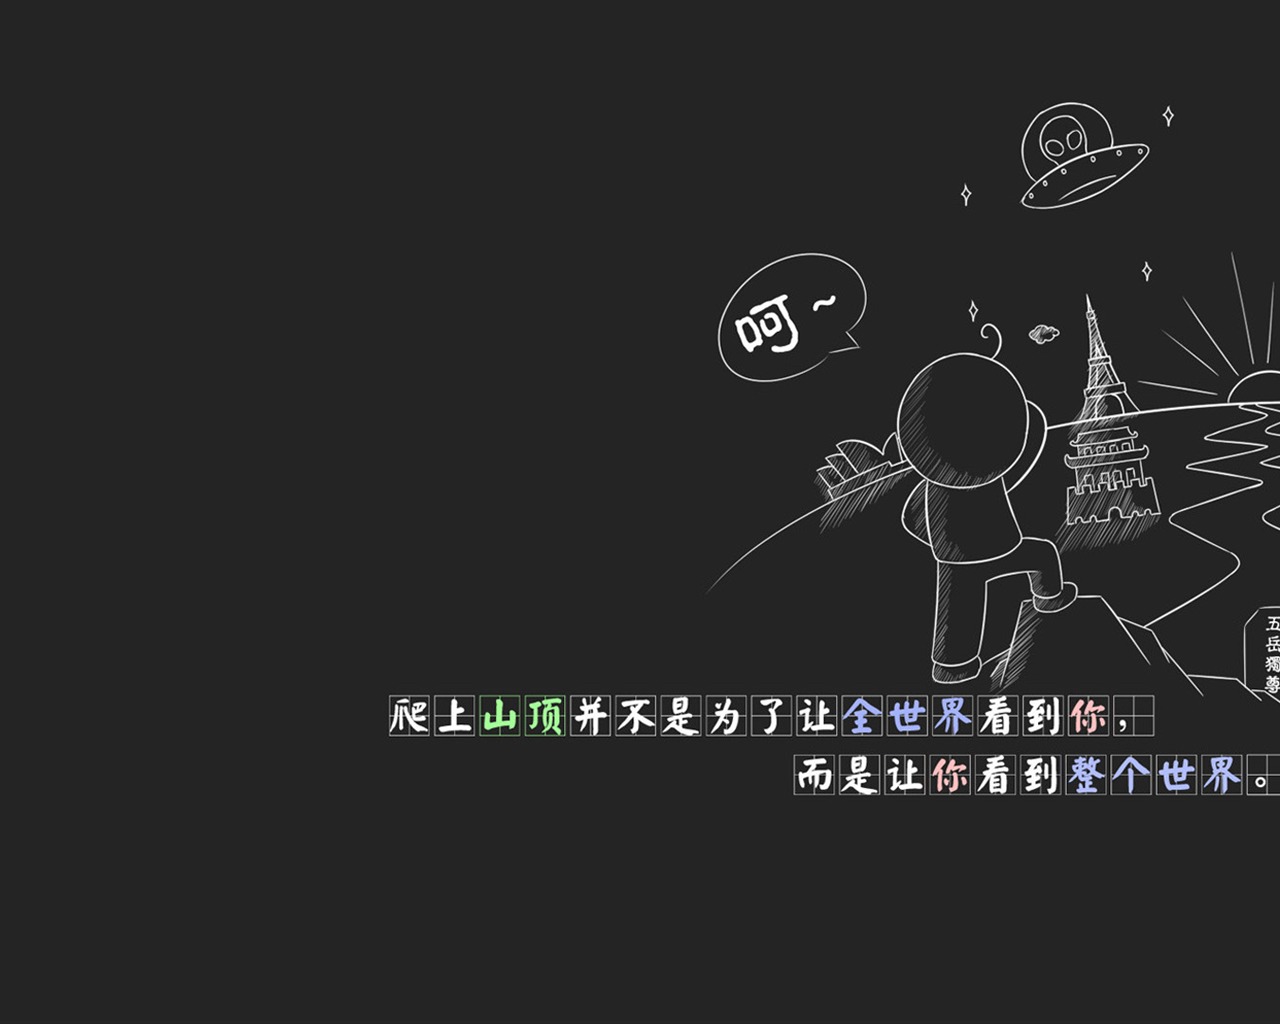 呵~
五岳獨尊
爬上山顶并不是为了让全世界看到你，
而是让你看到整个世界。